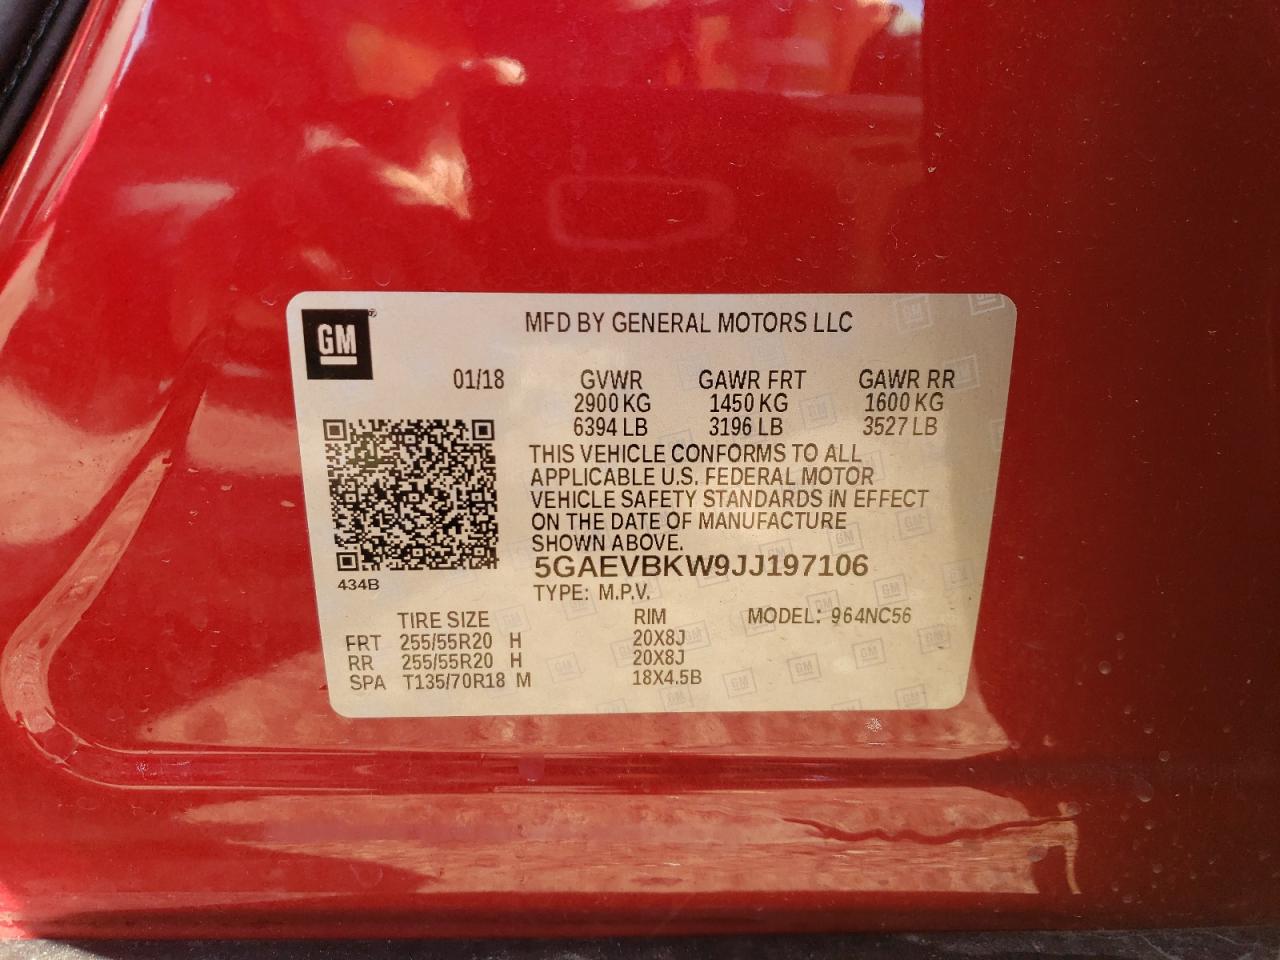 GM
MFD BY GENERAL MOTORS LLC
01/18 GVWR GAWR FRT GAWR RR
2900 KG 1450 KG 1600 KG
6394 LB 3196 LB 3527 LB
THIS VEHICLE CONFORMS TO ALL
APPLICABLE U.S. FEDERAL MOTOR
VEHICLE SAFETY STANDARDS IN EFFECT
ON THE DATE OF MANUFACTURE
SHOWN ABOVE.
5GAEVBKW9JJ197106
434B
TYPE: M.P.V.
TIRE SIZE RIM MODEL: 964NC56
FRT 255/55R20 H 20X8J
RR 255/55R20 H 20X8J
SPA T135/70R18 M 18X4.5B